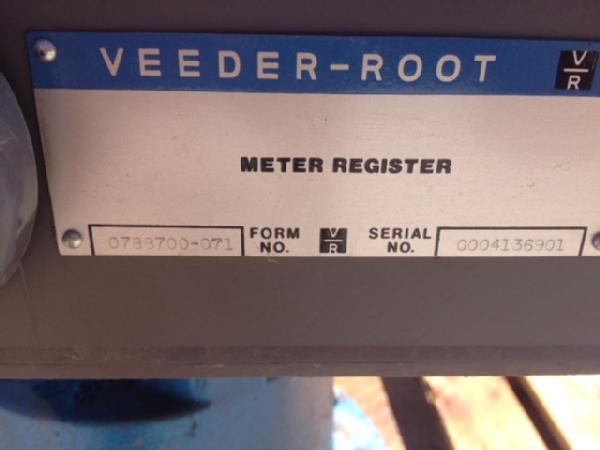 VEEDER-ROOT V/R
METER REGISTER
0788700-071 FORM NO. V/R SERIAL NO. 0004136901